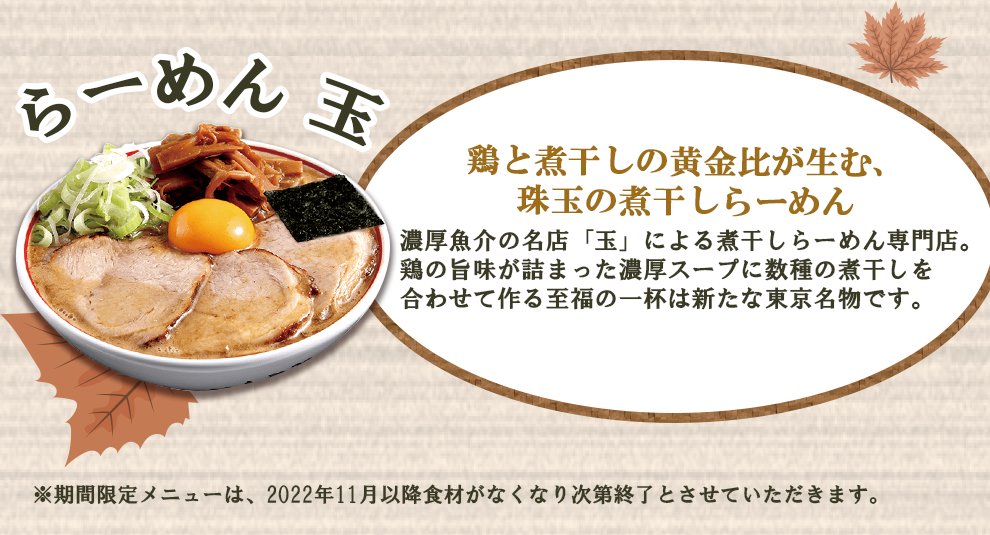 らーめん 玉
鶏と煮干しの黄金比が生む、
珠玉の煮干しらーめん
濃厚魚介の名店「玉」による煮干しらーめん専門店。
鶏の旨味が詰まった濃厚スープに数種の煮干しを
合わせて作る至福の一杯は新たな東京名物です。
※期間限定メニューは、2022年11月以降食材がなくなり次第終了とさせていただきます。